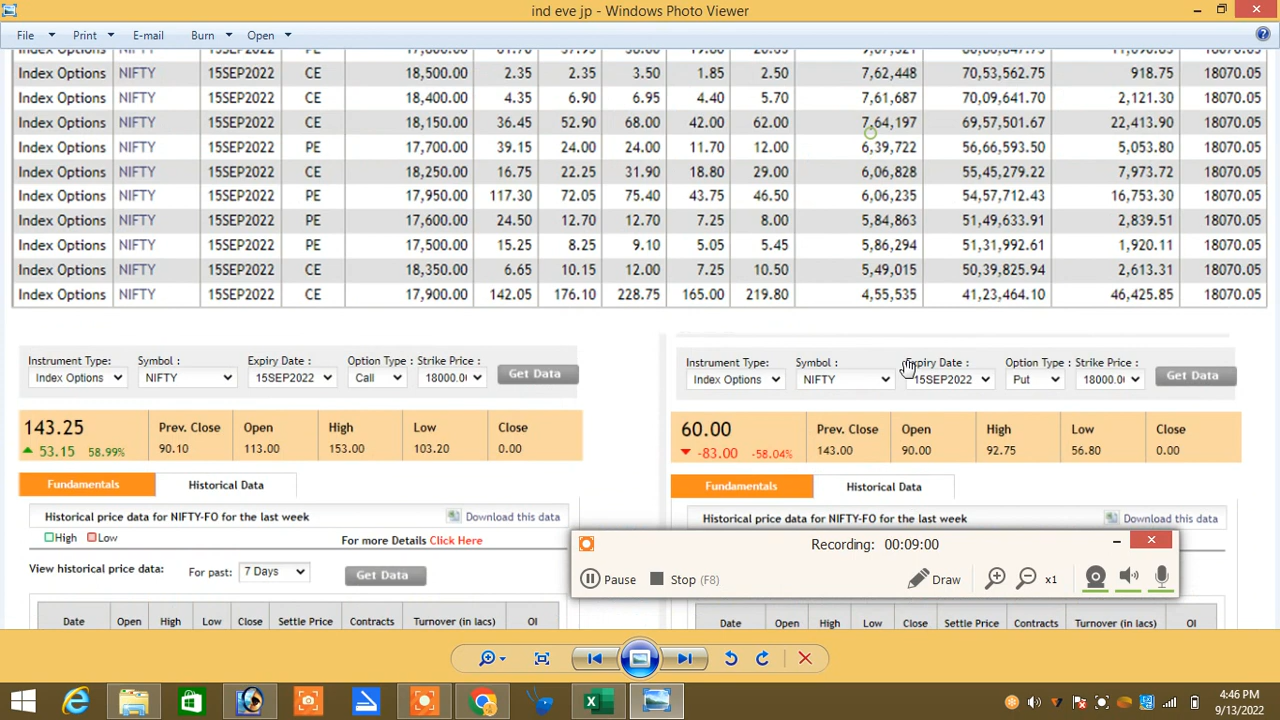 ind eve jp - Windows Photo Viewer
File Print E-mail Burn Open
Index Options NIFTY 15SEP2022 PE
Index Options NIFTY 15SEP2022 CE 18,500.00 2.35 2.35 3.50 1.85 2.50 7,62,448 70,53,562.75 918.75 18070.05
Index Options NIFTY 15SEP2022 CE 18,400.00 4.35 6.90 6.95 4.40 5.70 7,61,687 70,09,641.70 2,121.30 18070.05
Index Options NIFTY 15SEP2022 CE 18,150.00 36.45 52.90 68.00 42.00 62.00 7,64,197 69,57,501.67 22,413.90 18070.05
Index Options NIFTY 15SEP2022 PE 17,700.00 39.15 24.00 24.00 11.70 12.00 6,39,722 56,66,593.50 5,053.80 18070.05
Index Options NIFTY 15SEP2022 CE 18,250.00 16.75 22.25 31.90 18.80 29.00 6,06,828 55,45,279.22 7,973.72 18070.05
Index Options NIFTY 15SEP2022 PE 17,950.00 117.30 72.05 75.40 43.75 46.50 6,06,235 54,57,712.43 16,753.30 18070.05
Index Options NIFTY 15SEP2022 PE 17,600.00 24.50 12.70 12.70 7.25 8.00 5,84,863 51,49,633.91 2,839.51 18070.05
Index Options NIFTY 15SEP2022 PE 17,500.00 15.25 8.25 9.10 5.05 5.45 5,86,294 51,31,992.61 1,920.11 18070.05
Index Options NIFTY 15SEP2022 CE 18,350.00 6.65 10.15 12.00 7.25 10.50 5,49,015 50,39,825.94 2,613.31 18070.05
Index Options NIFTY 15SEP2022 CE 17,900.00 142.05 176.10 228.75 165.00 219.80 4,55,535 41,23,464.10 46,425.85 18070.05
Instrument Type: Symbol : Expiry Date : Option Type : Strike Price :
Index Options NIFTY 15SEP2022 Call 18000.0 Get Data
143.25 Prev. Close Open High Low Close
53.15 58.99% 90.10 113.00 153.00 103.20 0.00
Fundamentals Historical Data
Historical price data for NIFTY-FO for the last week Download this data
High Low For more Details Click Here
View historical price data: For past: 7 Days Get Data
Date Open High Low Close Settle Price Contracts Turnover (in lacs) OI
Instrument Type: Symbol : Expiry Date : Option Type : Strike Price :
Index Options NIFTY 15SEP2022 Put 18000.0 Get Data
60.00 Prev. Close Open High Low Close
-83.00 -58.04% 143.00 90.00 92.75 56.80 0.00
Fundamentals Historical Data
Historical price data for NIFTY-FO for the last week Download this data
Recording: 00:09:00
Pause Stop (F8) Draw x1
Date Open High Low Close Settle Price Contracts Turnover (in lacs) OI
4:46 PM
9/13/2022